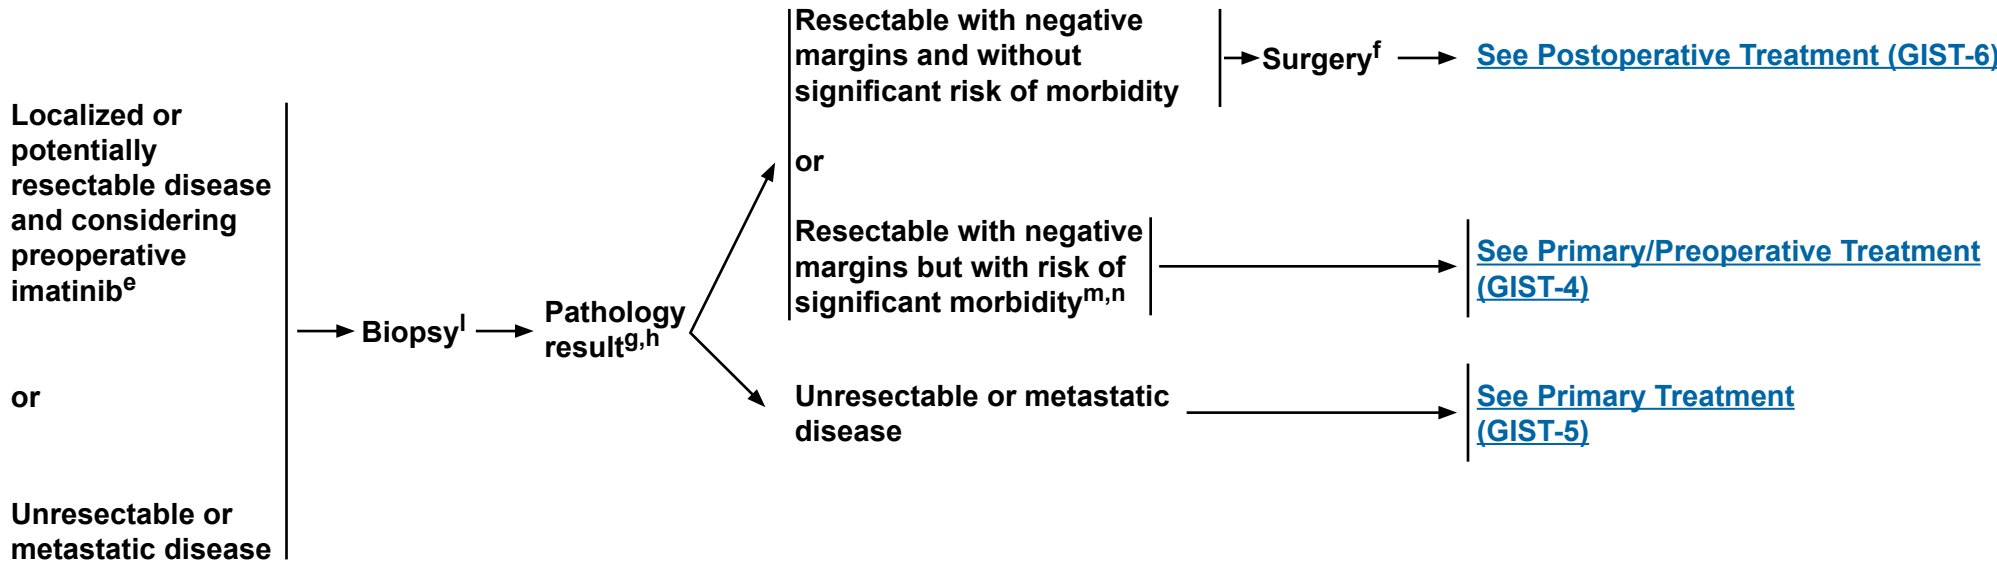 Localized or
potentially
resectable disease
and considering
preoperative
imatinibe
or
Unresectable or
metastatic disease
Biopsyl
Pathology
resultg,h
Resectable with negative
margins and without
significant risk of morbidity
or
Resectable with negative
margins but with risk of
significant morbiditym,n
Unresectable or metastatic
disease
Surgeryf
See Postoperative Treatment (GIST-6)
See Primary/Preoperative Treatment
(GIST-4)
See Primary Treatment
(GIST-5)